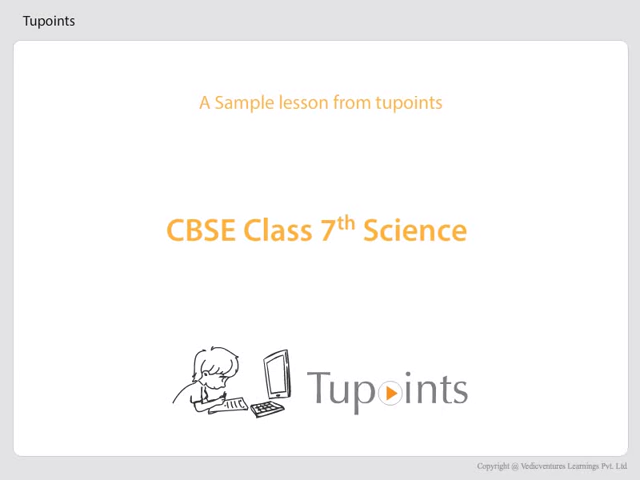 Tupoints
A Sample lesson from tupoints
CBSE Class 7th Science
Tupoints
Copyright @ Vedicventures Learnings Pvt. Ltd